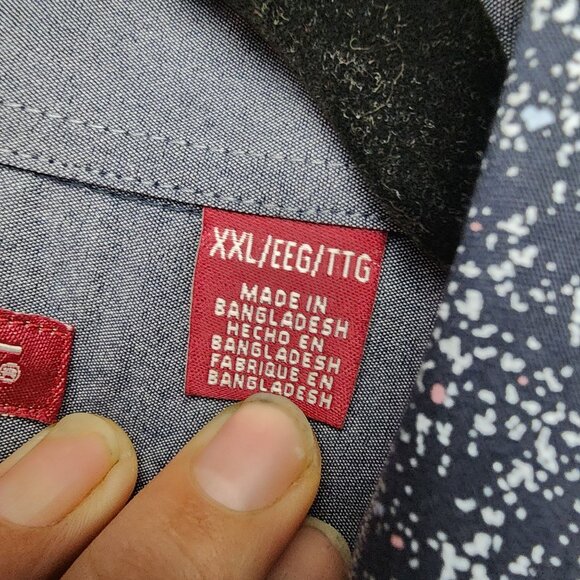 XXL/EEG/TTG
MADE IN
BANGLADESH
HECHO EN
BANGLADESH
FABRIQUE EN
BANGLADESH